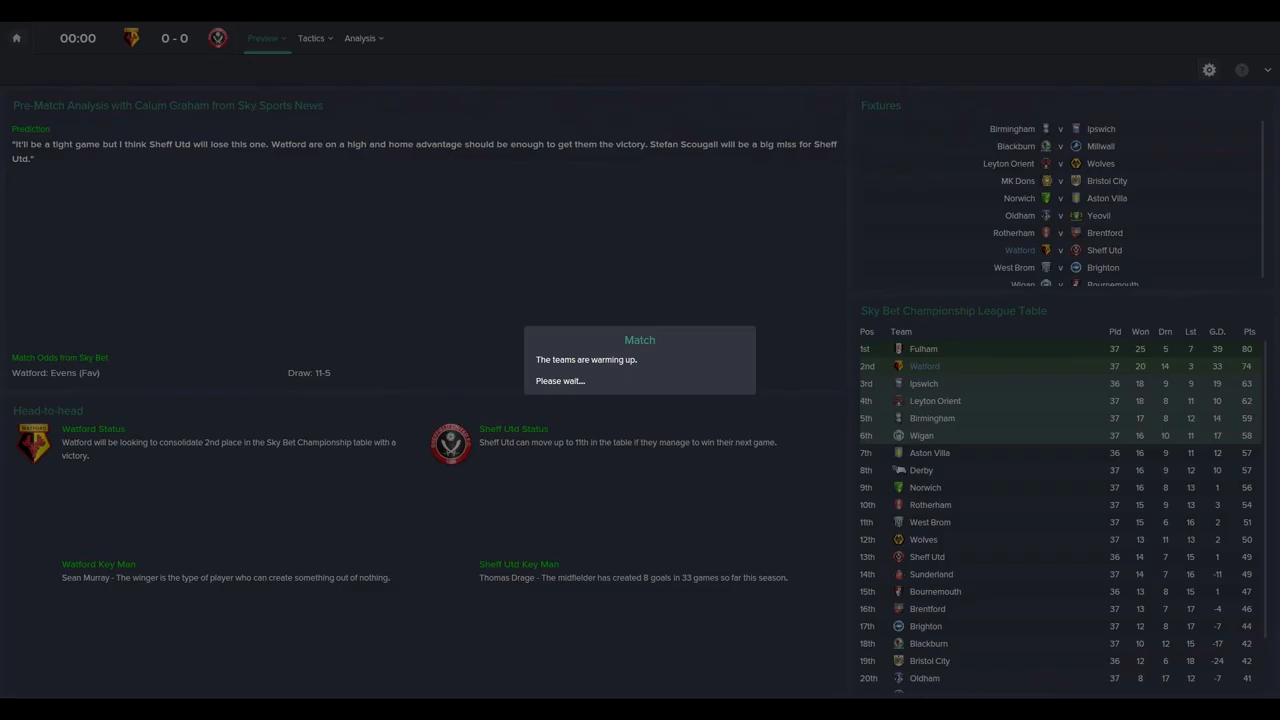 00:00 0 - 0 Preview Tactics Analysis
Pre-Match Analysis with Calum Graham from Sky Sports News
Prediction
"It'll be a tight game but I think Sheff Utd will lose this one. Watford are on a high and home advantage should be enough to get them the victory. Stefan Scougall will be a big miss for Sheff
Utd."
Match Odds from Sky Bet
Watford: Evens (Fav) Draw: 11-5
Match
The teams are warming up.
Please wait...
Head-to-head
Watford Status
Watford will be looking to consolidate 2nd place in the Sky Bet Championship table with a
victory.
Sheff Utd Status
Sheff Utd can move up to 11th in the table if they manage to win their next game.
Watford Key Man
Sean Murray - The winger is the type of player who can create something out of nothing.
Sheff Utd Key Man
Thomas Drage - The midfielder has created 8 goals in 33 games so far this season.
Fixtures
Birmingham v Ipswich
Blackburn v Millwall
Leyton Orient v Wolves
MK Dons v Bristol City
Norwich v Aston Villa
Oldham v Yeovil
Rotherham v Brentford
Watford v Sheff Utd
West Brom v Brighton
Wigan v Bournemouth
Sky Bet Championship League Table
Pos Team Pld Won Drn Lst G.D. Pts
1st Fulham 37 25 5 7 39 80
2nd Watford 37 20 14 3 33 74
3rd Ipswich 36 18 9 9 19 63
4th Leyton Orient 37 18 8 11 10 62
5th Birmingham 37 17 8 12 14 59
6th Wigan 37 16 10 11 17 58
7th Aston Villa 36 16 9 11 12 57
8th Derby 37 16 9 12 10 57
9th Norwich 37 16 8 13 1 56
10th Rotherham 37 15 9 13 3 54
11th West Brom 37 15 6 16 2 51
12th Wolves 37 13 11 13 2 50
13th Sheff Utd 36 14 7 15 1 49
14th Sunderland 37 14 7 16 -11 49
15th Bournemouth 36 13 8 15 1 47
16th Brentford 37 13 7 17 -4 46
17th Brighton 37 12 8 17 -7 44
18th Blackburn 37 12 10 15 -17 42
19th Bristol City 36 12 6 18 -24 42
20th Oldham 37 8 17 12 -7 41